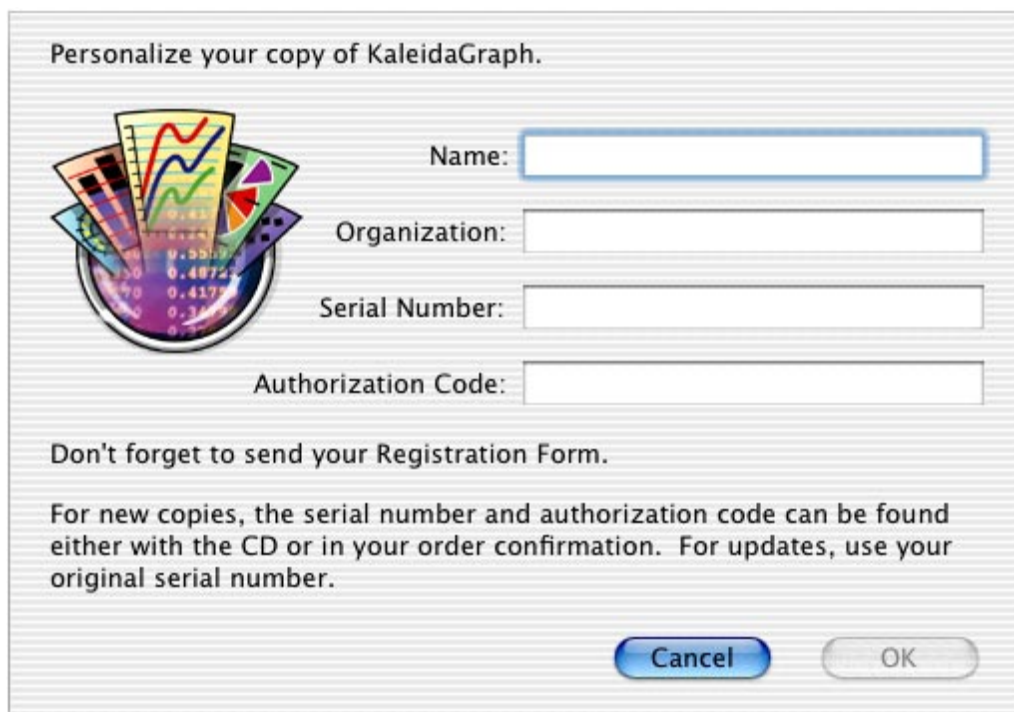 Personalize your copy of KaleidaGraph.
Name:
Organization:
Serial Number:
Authorization Code:
Don't forget to send your Registration Form.
For new copies, the serial number and authorization code can be found
either with the CD or in your order confirmation.  For updates, use your
original serial number.
Cancel
OK